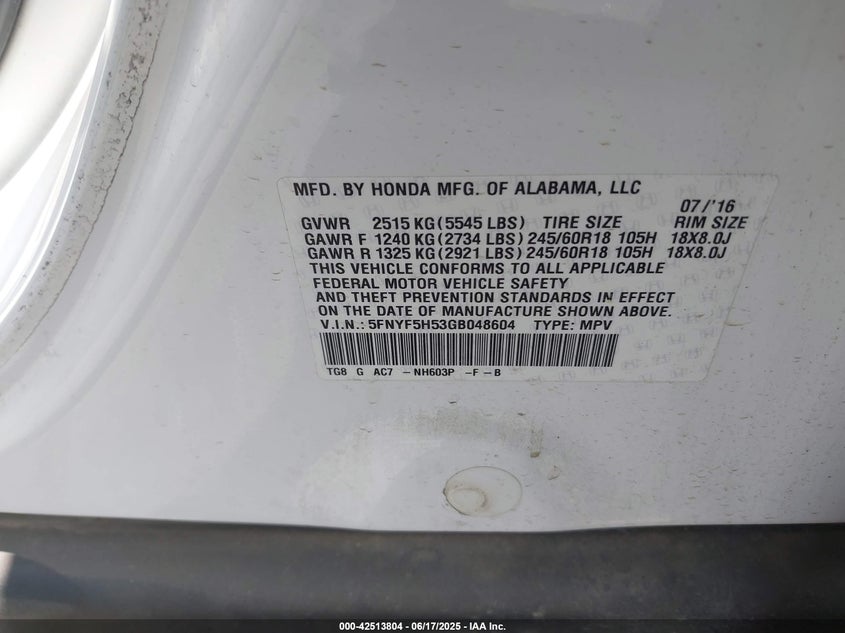 MFD. BY HONDA MFG. OF ALABAMA, LLC
07/'16
GVWR 2515 KG (5545 LBS) TIRE SIZE RIM SIZE
GAWR F 1240 KG (2734 LBS) 245/60R18 105H 18X8.0J
GAWR R 1325 KG (2921 LBS) 245/60R18 105H 18X8.0J
THIS VEHICLE CONFORMS TO ALL APPLICABLE
FEDERAL MOTOR VEHICLE SAFETY
AND THEFT PREVENTION STANDARDS IN EFFECT
ON THE DATE OF MANUFACTURE SHOWN ABOVE.
V.I.N.: 5FNYF5H53GB048604 TYPE: MPV
TG8 G AC7 -NH603P -F-B
000-42513804 - 06/17/2025 - IAA Inc.